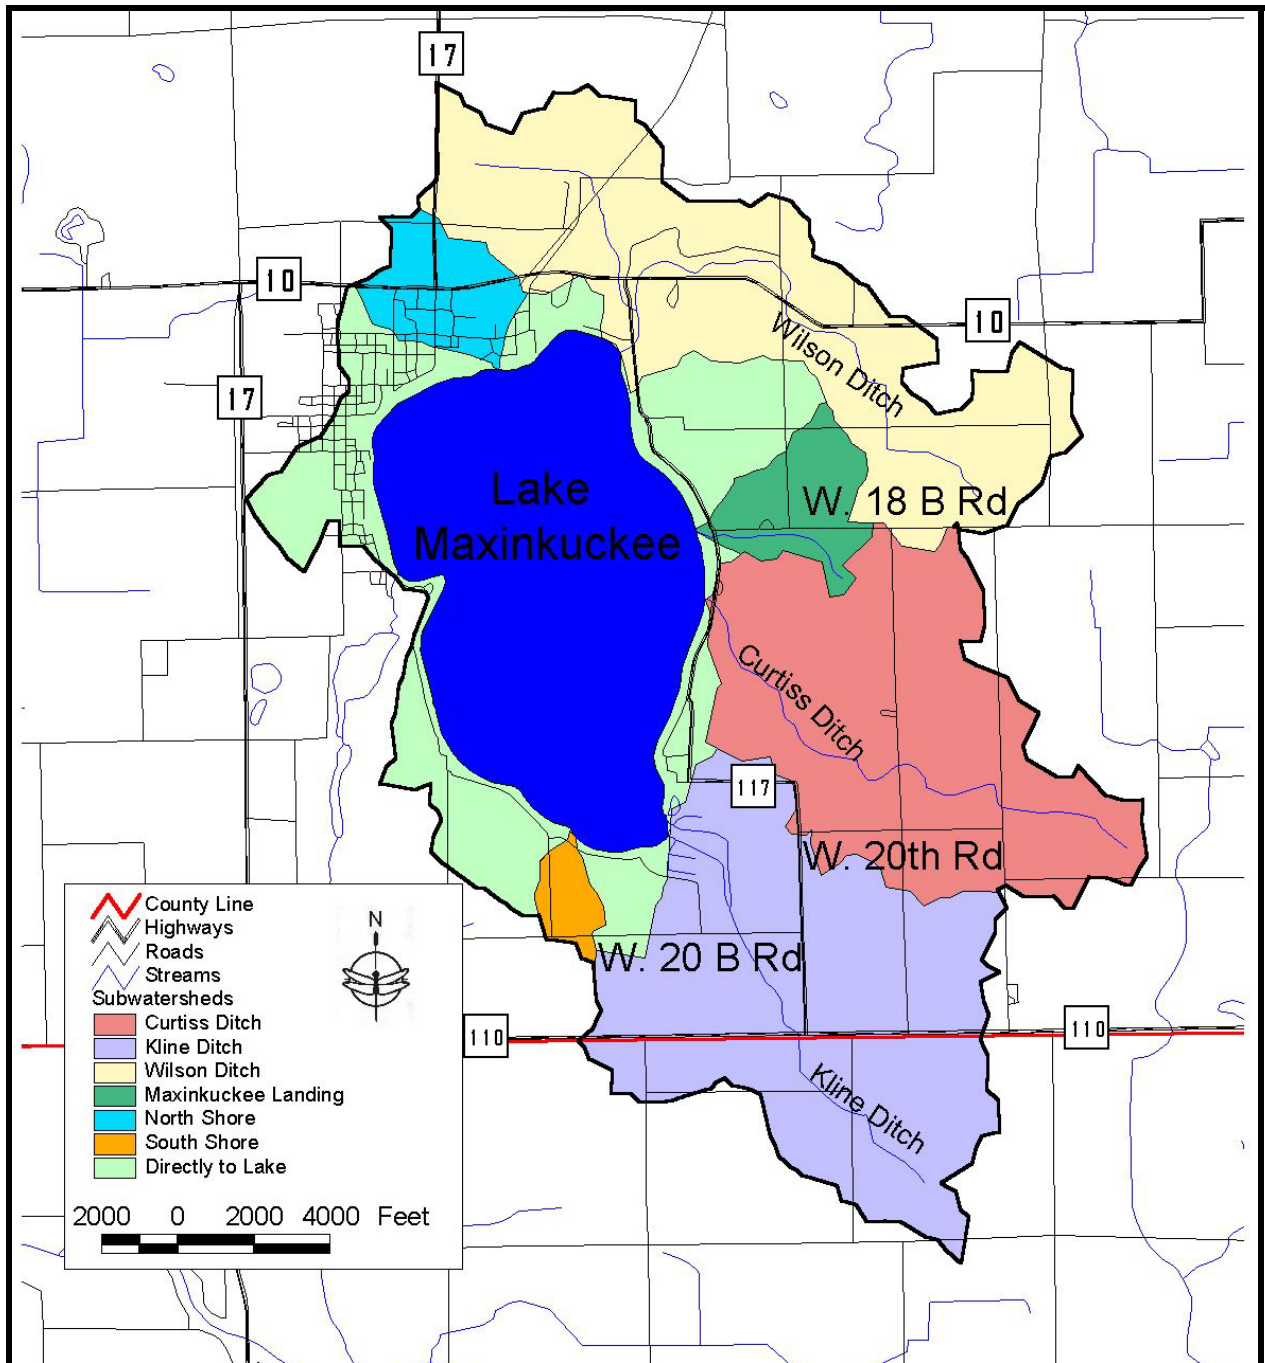 17
10
10
17
Wilson Ditch
Lake
Maxinkuckee
W. 18 B Rd
Curtiss Ditch
117
W. 20th Rd
W. 20 B Rd
110
110
Kline Ditch
County Line
Highways
Roads
Streams
Subwatersheds
Curtiss Ditch
Kline Ditch
Wilson Ditch
Maxinkuckee Landing
North Shore
South Shore
Directly to Lake
N
2000 0 2000 4000 Feet